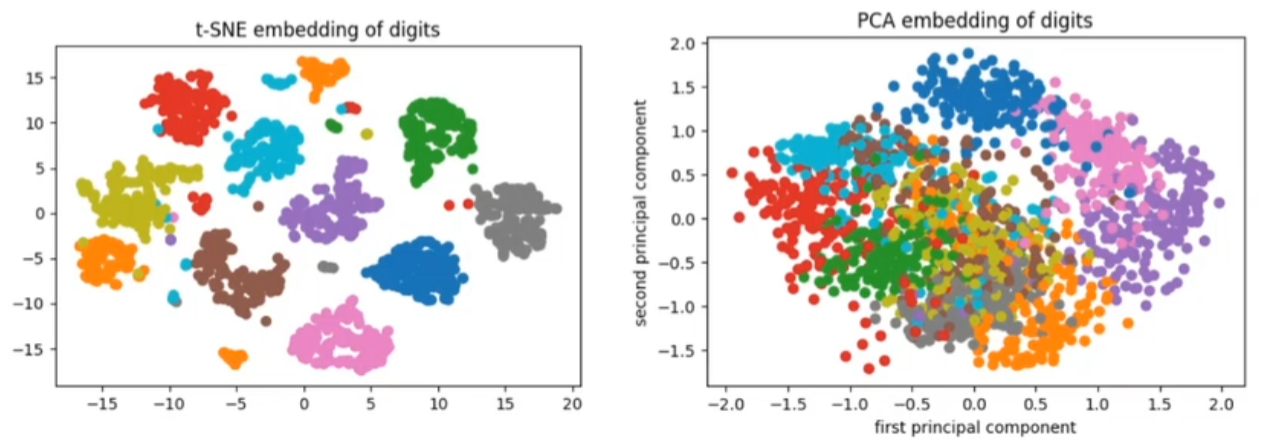 t-SNE embedding of digits
15
10
5
0
−5
−10
−15
−15 −10 −5 0 5 10 15 20
PCA embedding of digits
second principal component
2.0
1.5
1.0
0.5
0.0
−0.5
−1.0
−1.5
−2.0 −1.5 −1.0 −0.5 0.0 0.5 1.0 1.5 2.0
first principal component